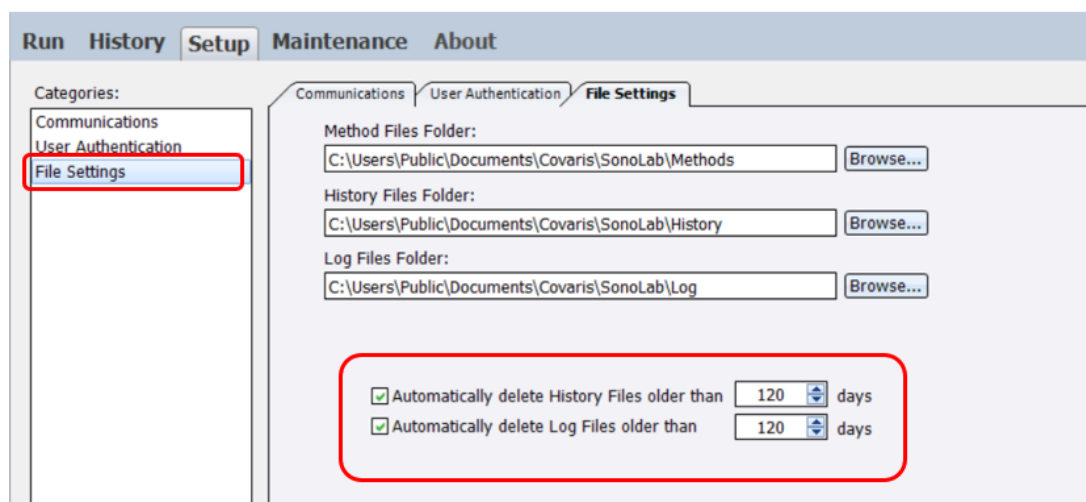 Run History Setup Maintenance About
Categories:
Communications
User Authentication
File Settings
Communications User Authentication File Settings
Method Files Folder:
C:\Users\Public\Documents\Covaris\SonoLab\Methods Browse...
History Files Folder:
C:\Users\Public\Documents\Covaris\SonoLab\History Browse...
Log Files Folder:
C:\Users\Public\Documents\Covaris\SonoLab\Log Browse...
Automatically delete History Files older than 120 days
Automatically delete Log Files older than 120 days